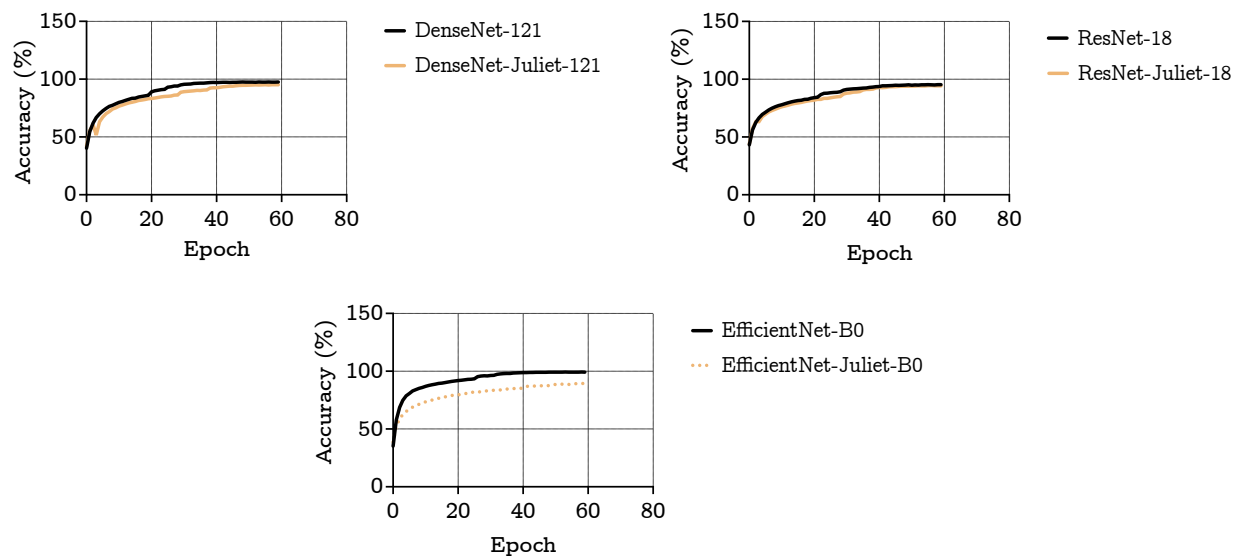 150
100
50
0
Accuracy (%)
0 20 40 60 80
Epoch
DenseNet-121
DenseNet-Juliet-121
150
100
50
0
Accuracy (%)
0 20 40 60 80
Epoch
ResNet-18
ResNet-Juliet-18
150
100
50
0
Accuracy (%)
0 20 40 60 80
Epoch
EfficientNet-B0
EfficientNet-Juliet-B0